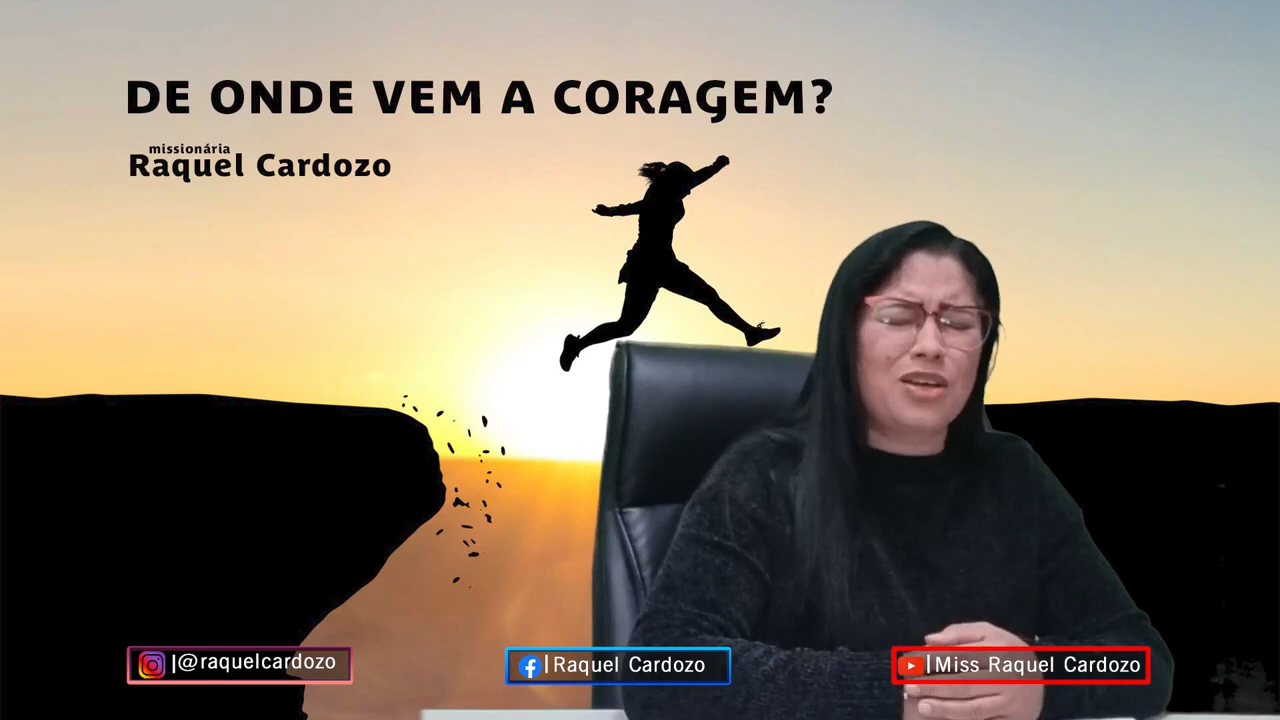 DE ONDE VEM A CORAGEM?
missionária
Raquel Cardozo
|@raquelcardozo
|Raquel Cardozo
|Miss Raquel Cardozo